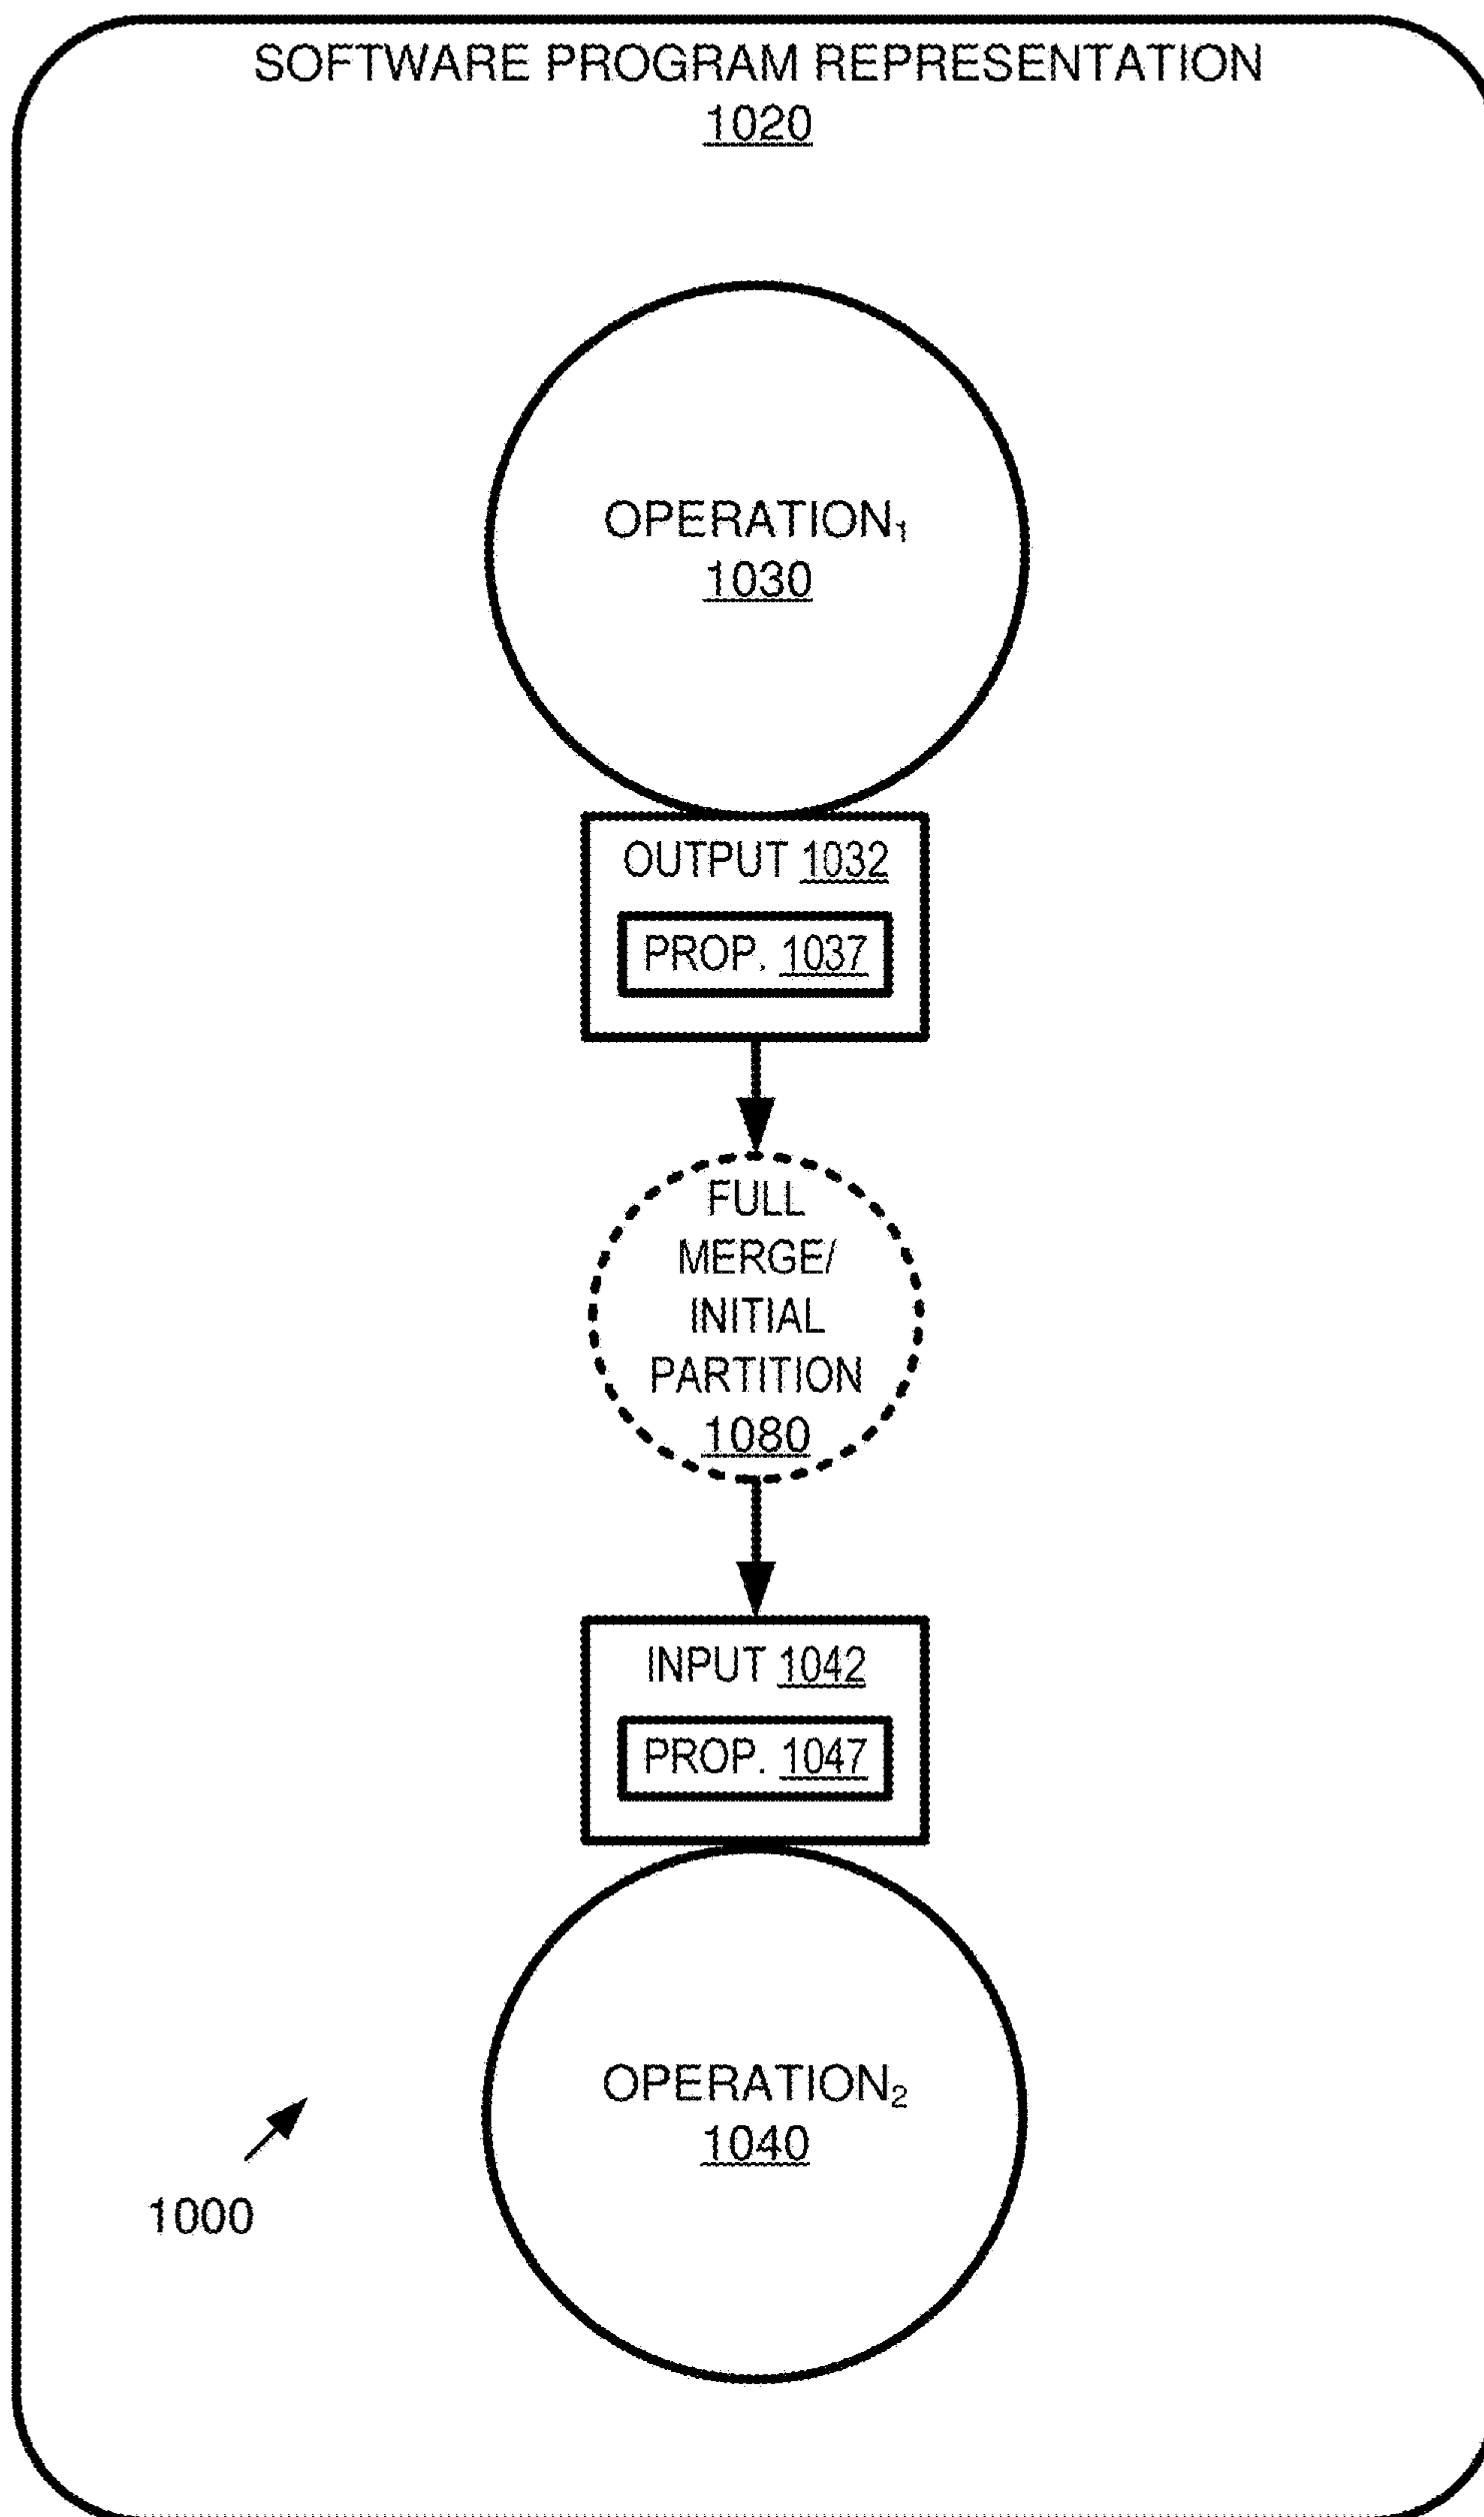 SOFTWARE PROGRAM REPRESENTATION
1020
OPERATION₁
1030
OUTPUT 1032
PROP. 1037
FULL
MERGE/
INITIAL
PARTITION
1080
INPUT 1042
PROP. 1047
OPERATION₂
1040
1000